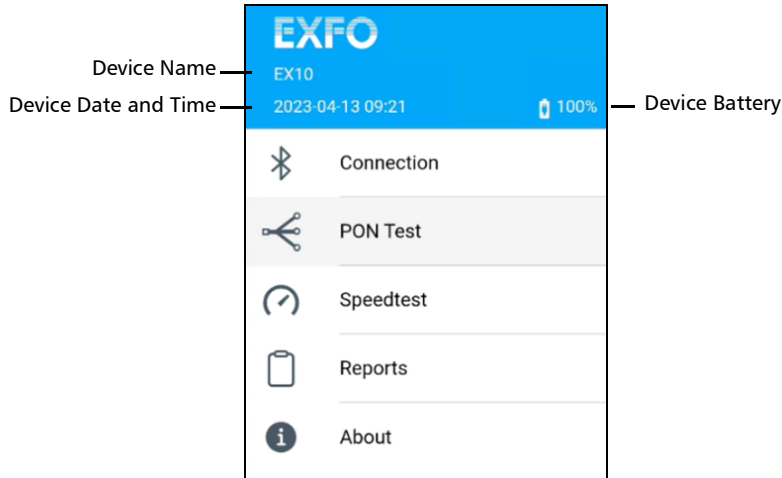 EXFO
Device Name
EX10
Device Date and Time
2023-04-13 09:21
100%
Device Battery
Connection
PON Test
Speedtest
Reports
About